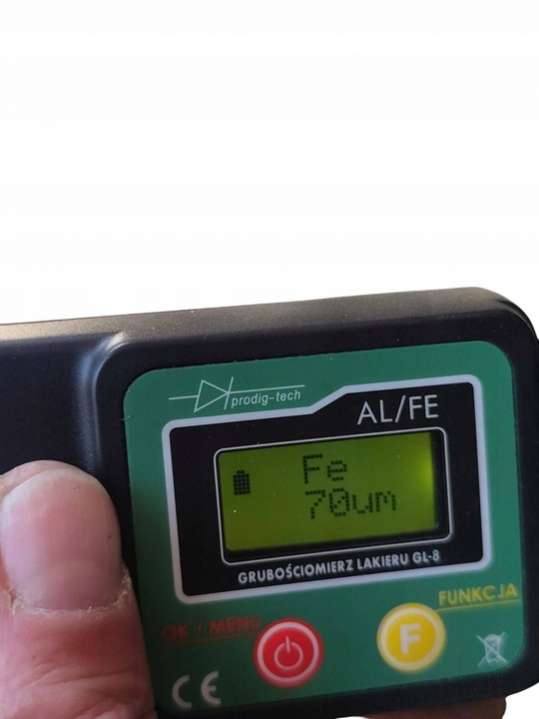 prodig-tech
AL/FE
Fe
70um
GRUBOŚCIOMIERZ LAKIERU GL-8
FUNKCJA
OK / MENU
F
CE